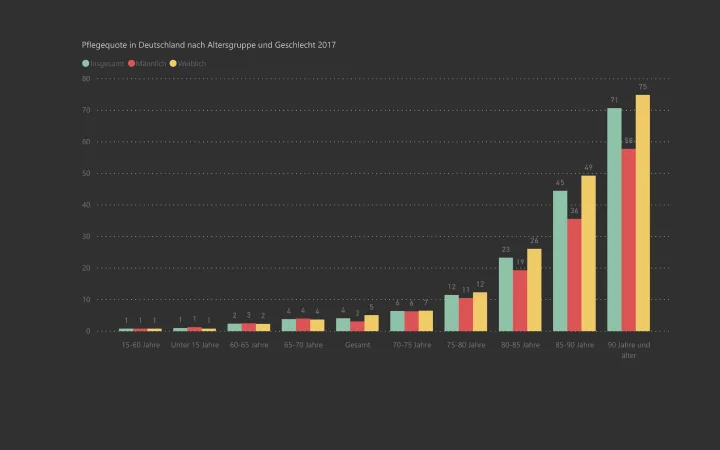 Pflegequote in Deutschland nach Altersgruppe und Geschlecht 2017
Insgesamt Männlich Weiblich
80
70
60
50
40
30
20
10
0
1 1 1
1 1 1
2 3 2
4 4 4
4 3 5
6 6 7
12 11 12
23 19 26
45 36 49
71 58 75
15-60 Jahre Unter 15 Jahre 60-65 Jahre 65-70 Jahre Gesamt 70-75 Jahre 75-80 Jahre 80-85 Jahre 85-90 Jahre 90 Jahre und
älter